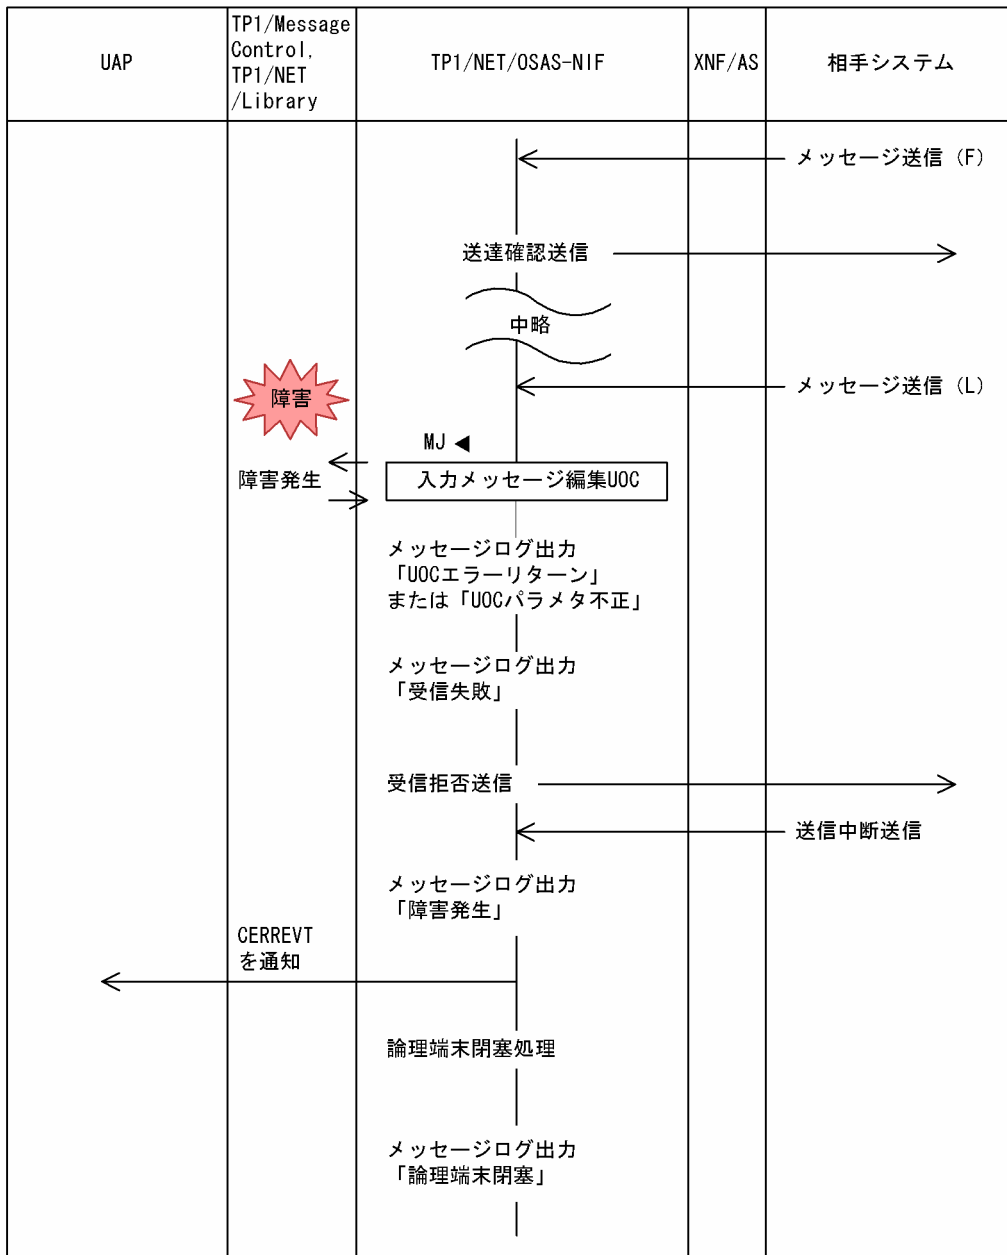 UAP
TP1/Message
Control,
TP1/NET
/Library
TP1/NET/OSAS-NIF
XNF/AS
相手システム
メッセージ送信（F）
送達確認送信
中略
障害
メッセージ送信（L）
MJ
障害発生
入力メッセージ編集UOC
メッセージログ出力
「UOCエラーリターン」
または「UOCパラメタ不正」
メッセージログ出力
「受信失敗」
受信拒否送信
送信中断送信
メッセージログ出力
「障害発生」
CERREVT
を通知
論理端末閉塞処理
メッセージログ出力
「論理端末閉塞」